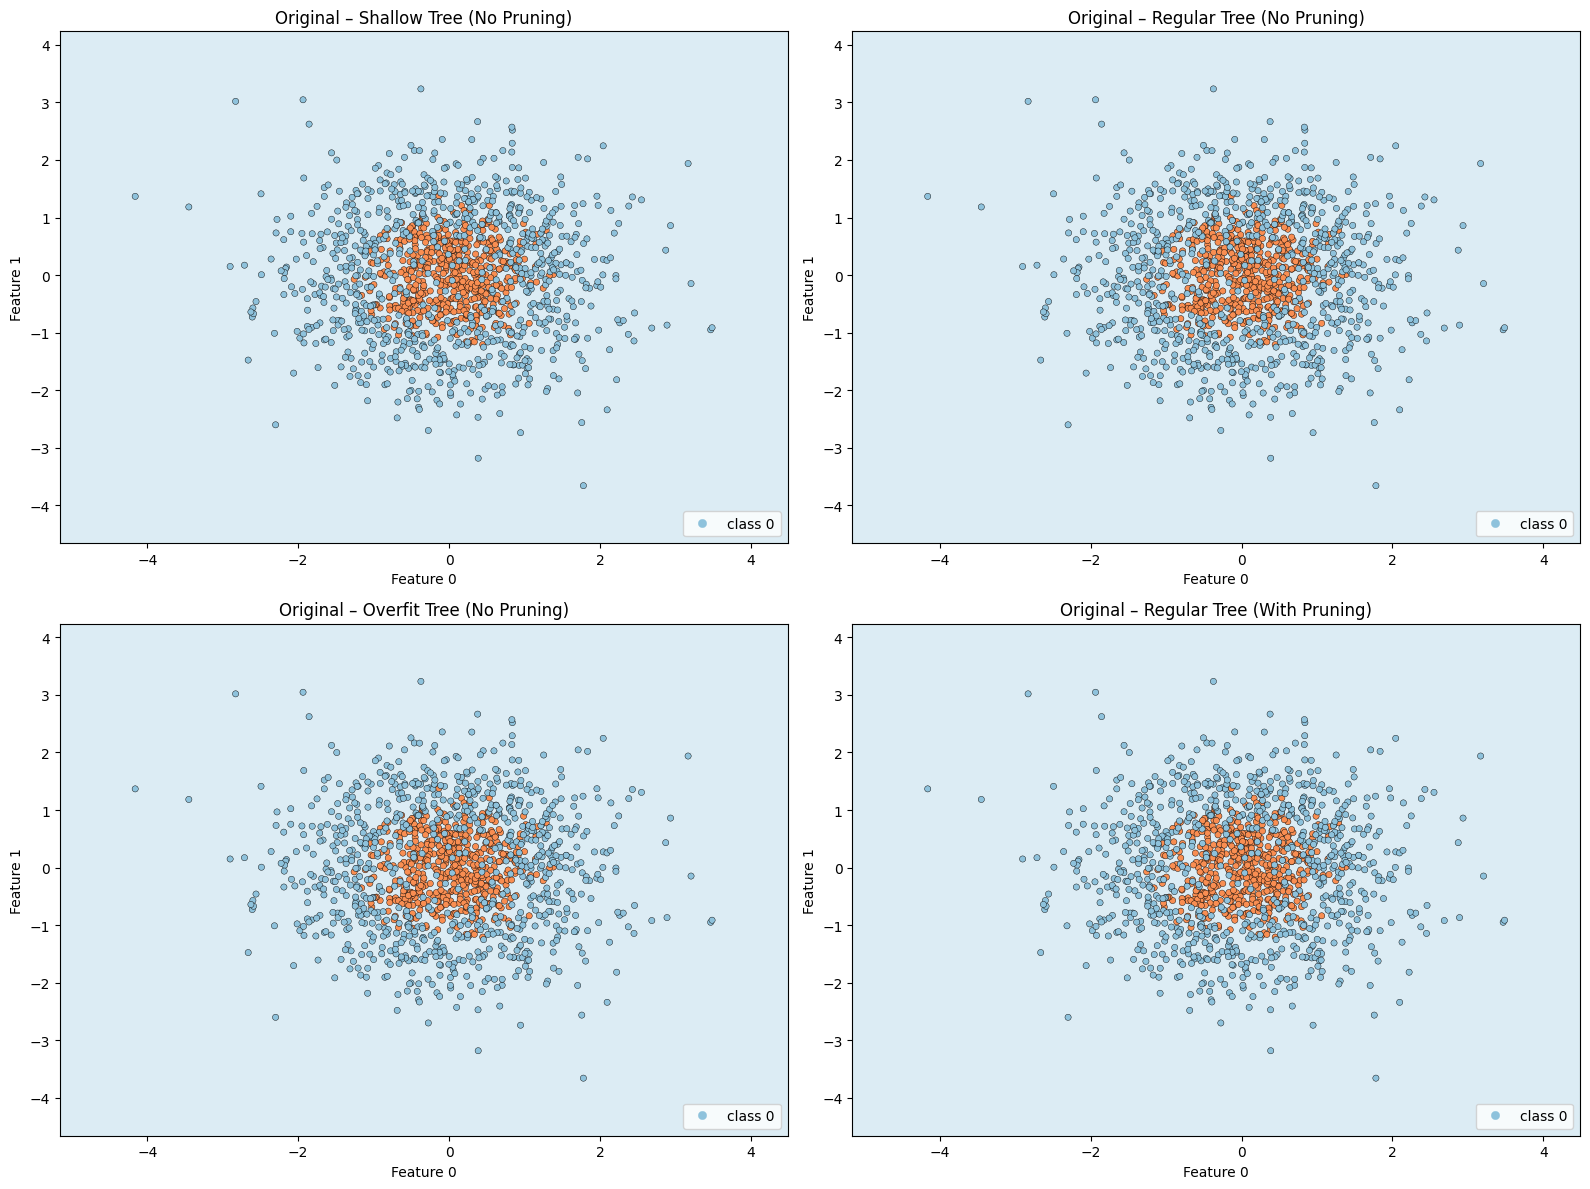 Original – Shallow Tree (No Pruning)
4
3
2
1
0
−1
−2
−3
−4
Feature 1
class 0
−4 −2 0 2 4
Feature 0
Original – Regular Tree (No Pruning)
4
3
2
1
0
−1
−2
−3
−4
Feature 1
class 0
−4 −2 0 2 4
Feature 0
Original – Overfit Tree (No Pruning)
4
3
2
1
0
−1
−2
−3
−4
Feature 1
class 0
−4 −2 0 2 4
Feature 0
Original – Regular Tree (With Pruning)
4
3
2
1
0
−1
−2
−3
−4
Feature 1
class 0
−4 −2 0 2 4
Feature 0